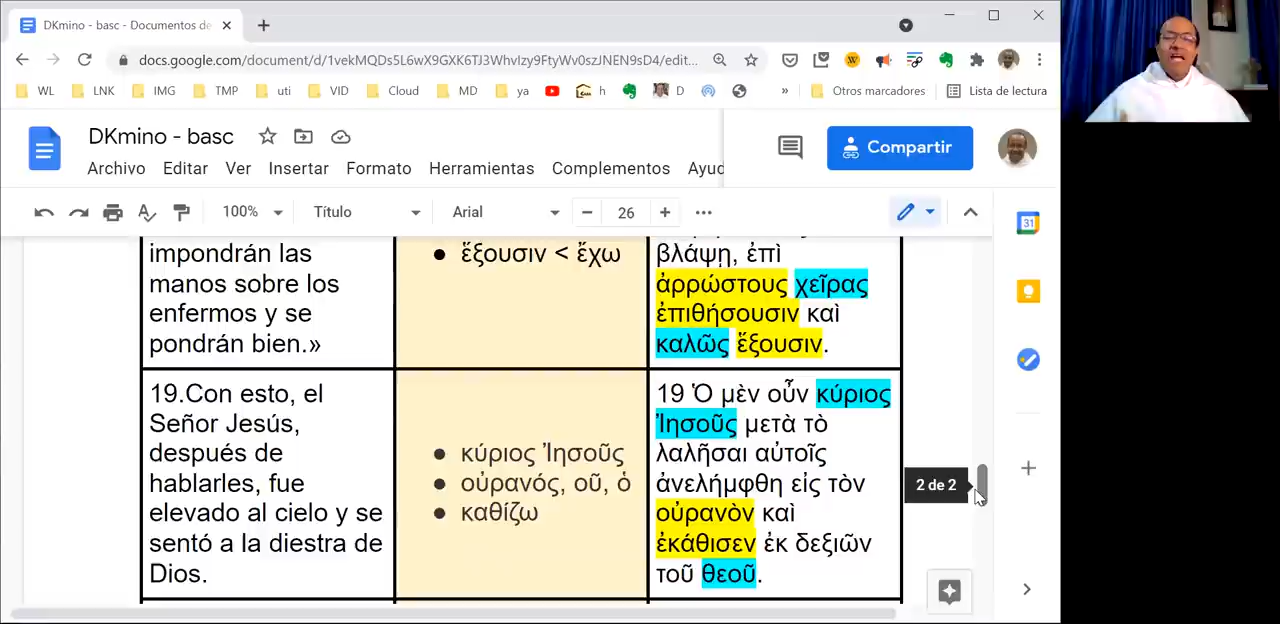 DKmino - basc - Documentos de
docs.google.com/document/d/1vekMQDs5L6wX9GXK6TJ3WhvIzy9FtyWv0szJNEN9sD4/edit...
WL LNK IMG TMP uti VID Cloud MD ya h D » Otros marcadores Lista de lectura
DKmino - basc
Compartir
Archivo Editar Ver Insertar Formato Herramientas Complementos Ayud
100% Título Arial − 26 + ...
31
impondrán las
manos sobre los
enfermos y se
pondrán bien.»
● ἕξουσιν < ἔχω
βλάψῃ, ἐπὶ
ἀρρώστους χεῖρας
ἐπιθήσουσιν καὶ
καλῶς ἕξουσιν.
19.Con esto, el
Señor Jesús,
después de
hablarles, fue
elevado al cielo y se
sentó a la diestra de
Dios.
● κύριος Ἰησοῦς
● οὐρανός, οῦ, ὁ
● καθίζω
19 Ὁ μὲν οὖν κύριος
Ἰησοῦς μετὰ τὸ
λαλῆσαι αὐτοῖς
ἀνελήμφθη εἰς τὸν
οὐρανὸν καὶ
ἐκάθισεν ἐκ δεξιῶν
τοῦ θεοῦ.
2 de 2